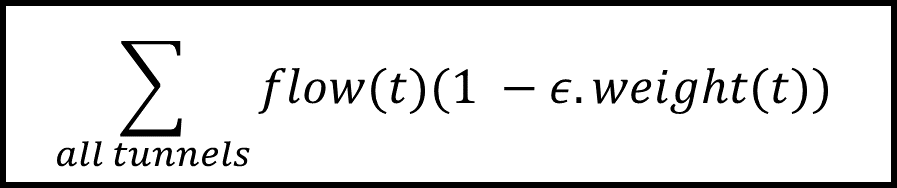 ∑ flow(t)(1 − ϵ.weight(t))
all tunnels